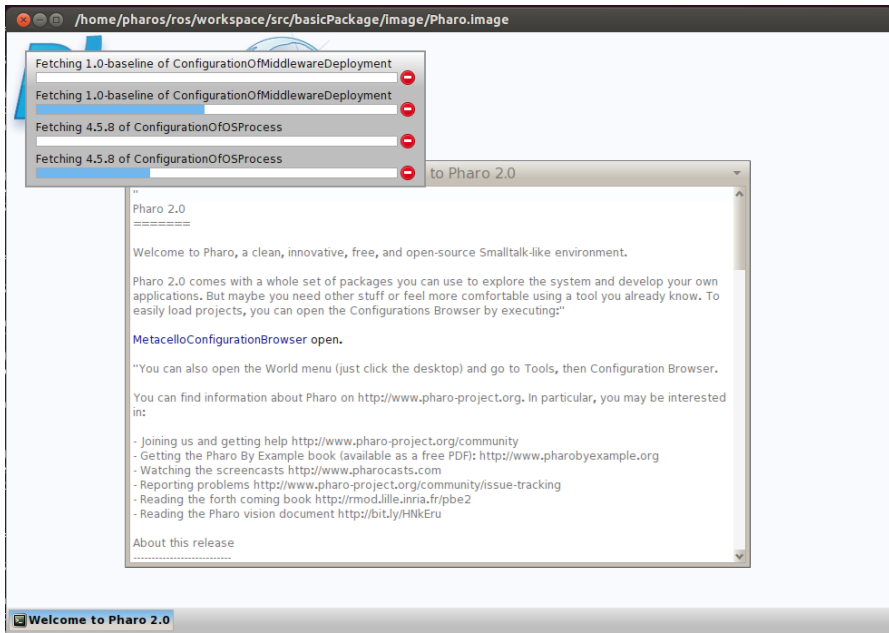 /home/pharos/ros/workspace/src/basicPackage/image/Pharo.image
Fetching 1.0-baseline of ConfigurationOfMiddlewareDeployment
Fetching 1.0-baseline of ConfigurationOfMiddlewareDeployment
Fetching 4.5.8 of ConfigurationOfOSProcess
Fetching 4.5.8 of ConfigurationOfOSProcess
to Pharo 2.0
"
Pharo 2.0
=======
Welcome to Pharo, a clean, innovative, free, and open-source Smalltalk-like environment.
Pharo 2.0 comes with a whole set of packages you can use to explore the system and develop your own
applications. But maybe you need other stuff or feel more comfortable using a tool you already know. To
easily load projects, you can open the Configurations Browser by executing:"
MetacelloConfigurationBrowser open.
"You can also open the World menu (just click the desktop) and go to Tools, then Configuration Browser.
You can find information about Pharo on http://www.pharo-project.org. In particular, you may be interested
in:
- Joining us and getting help http://www.pharo-project.org/community
- Getting the Pharo By Example book (available as a free PDF): http://www.pharobyexample.org
- Watching the screencasts http://www.pharocasts.com
- Reporting problems http://www.pharo-project.org/community/issue-tracking
- Reading the forth coming book http://rmod.lille.inria.fr/pbe2
- Reading the Pharo vision document http://bit.ly/HNkEru
About this release
--------------------------
Welcome to Pharo 2.0